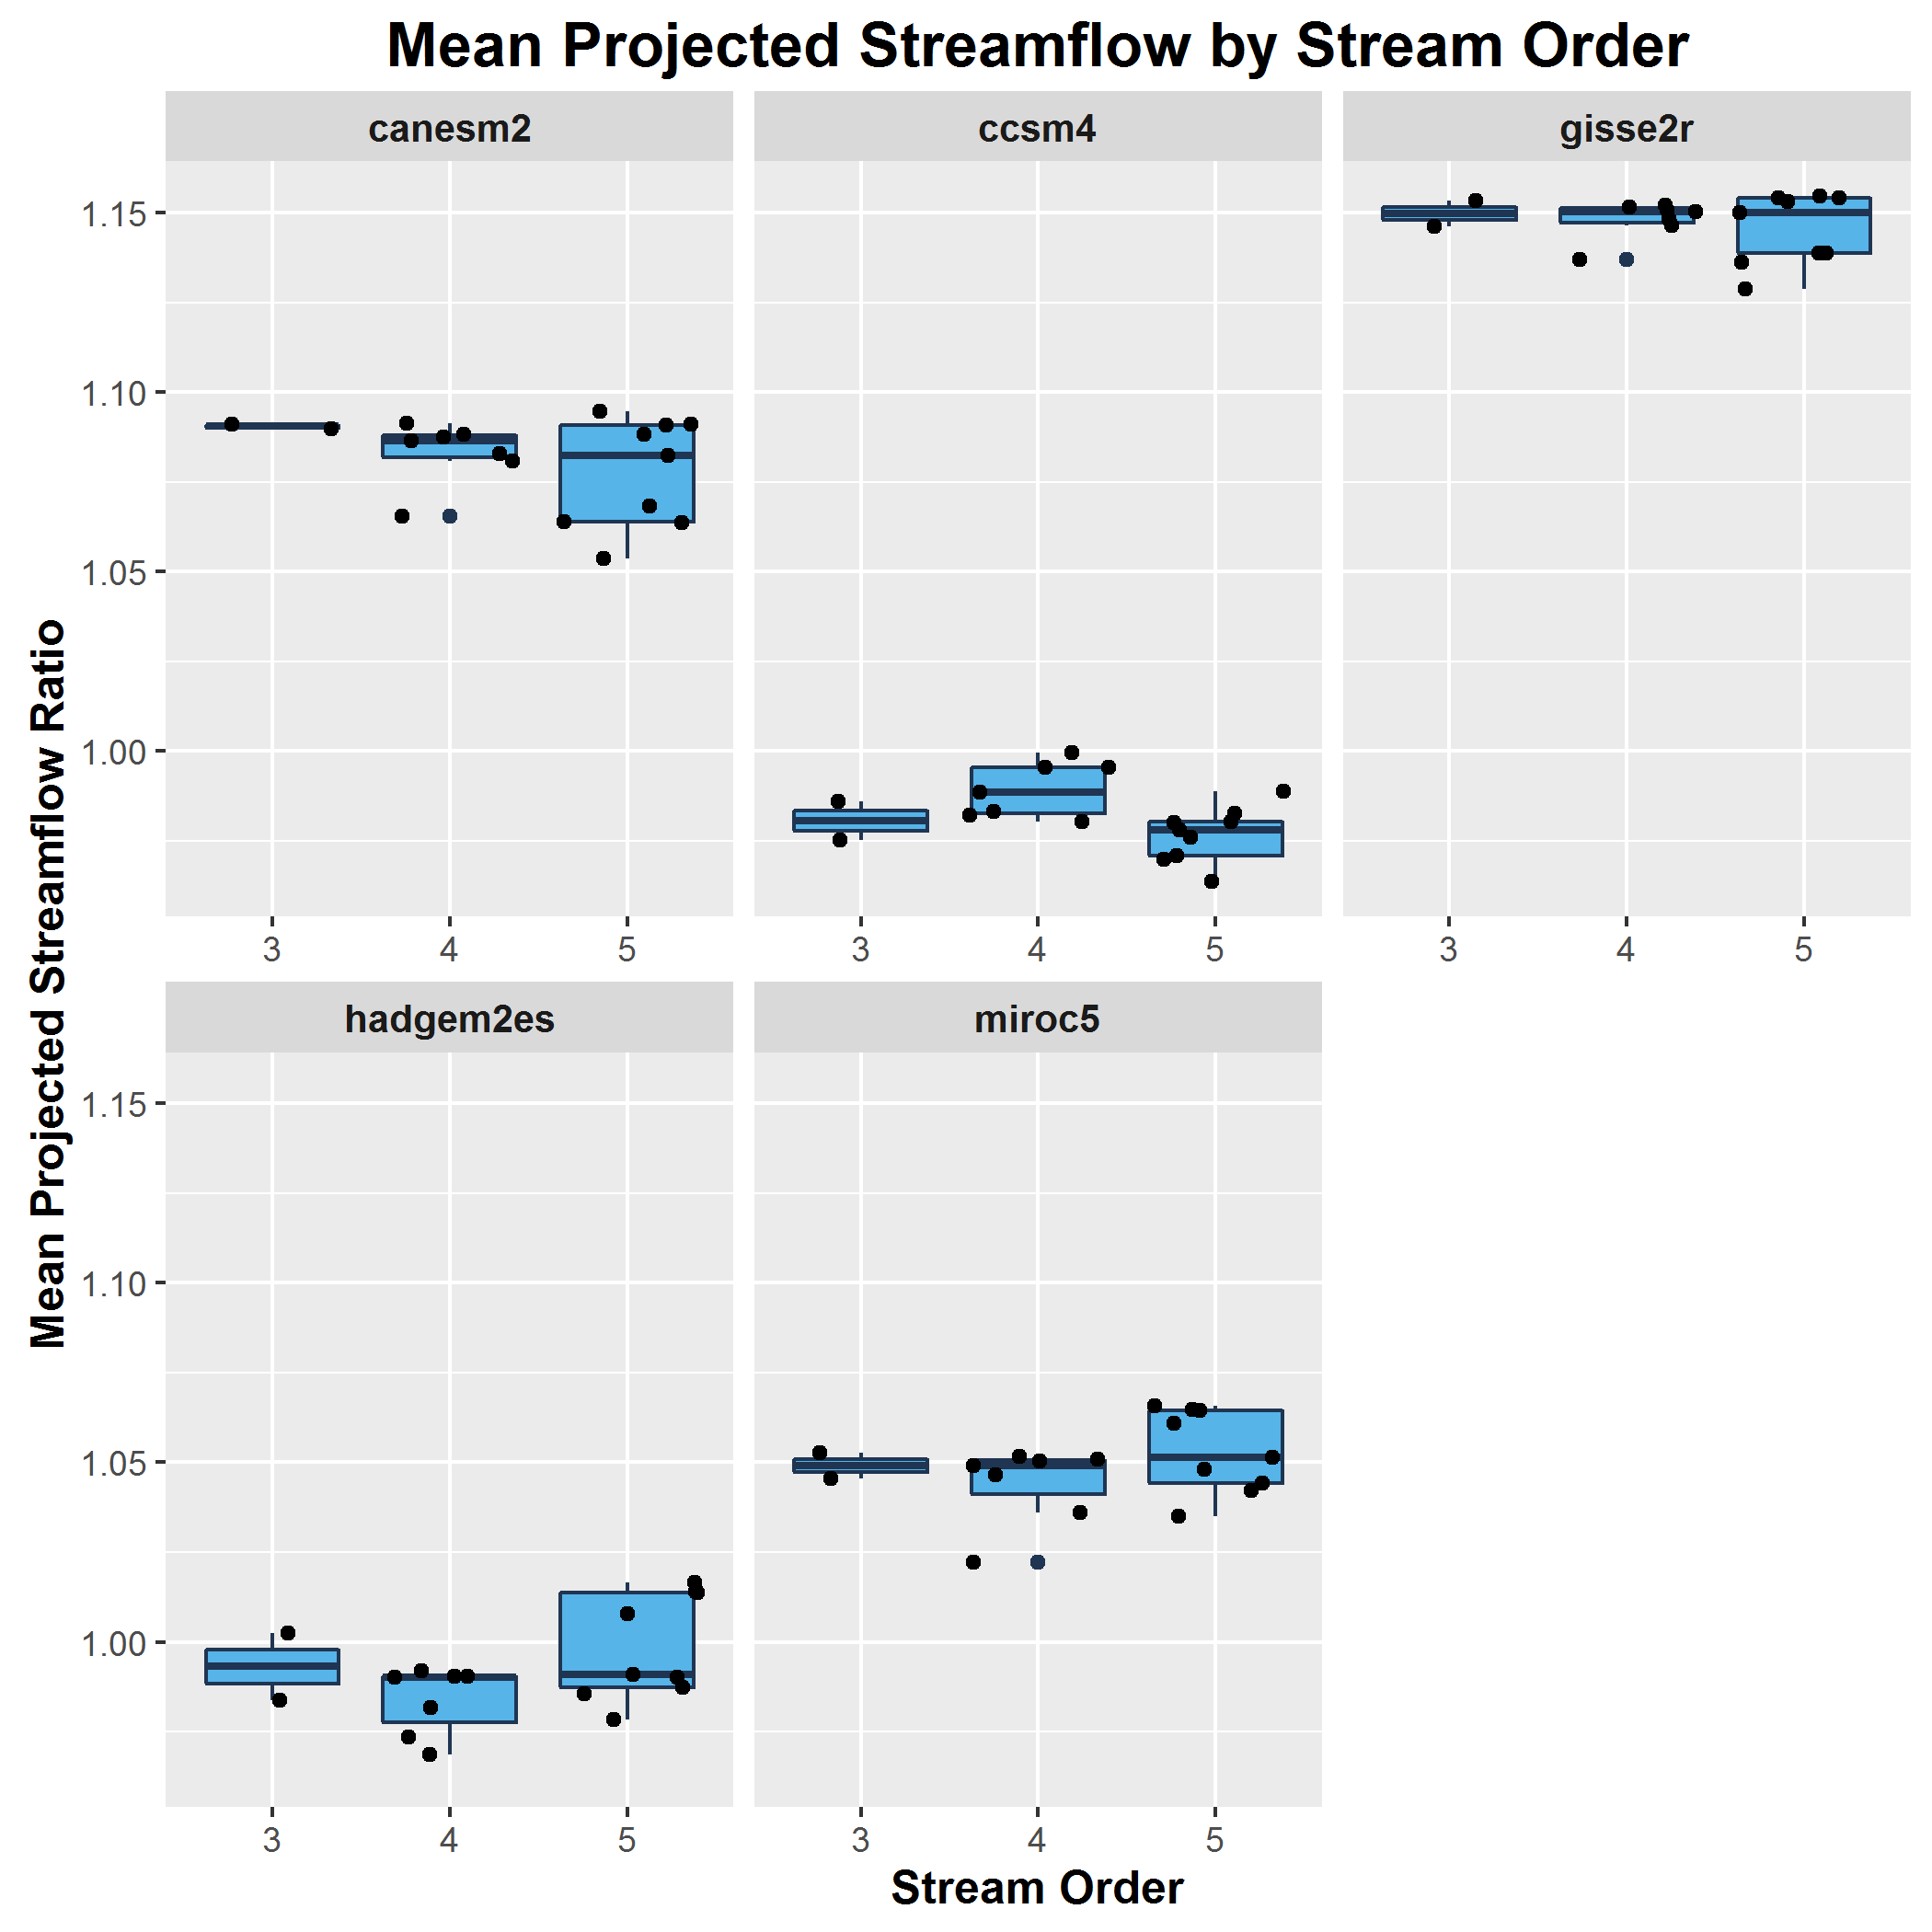 Mean Projected Streamflow by Stream Order
canesm2 ccsm4 gisse2r
1.15
1.10
1.05
1.00
3 4 5 3 4 5 3 4 5
Mean Projected Streamflow Ratio
hadgem2es miroc5
1.15
1.10
1.05
1.00
3 4 5 3 4 5
Stream Order